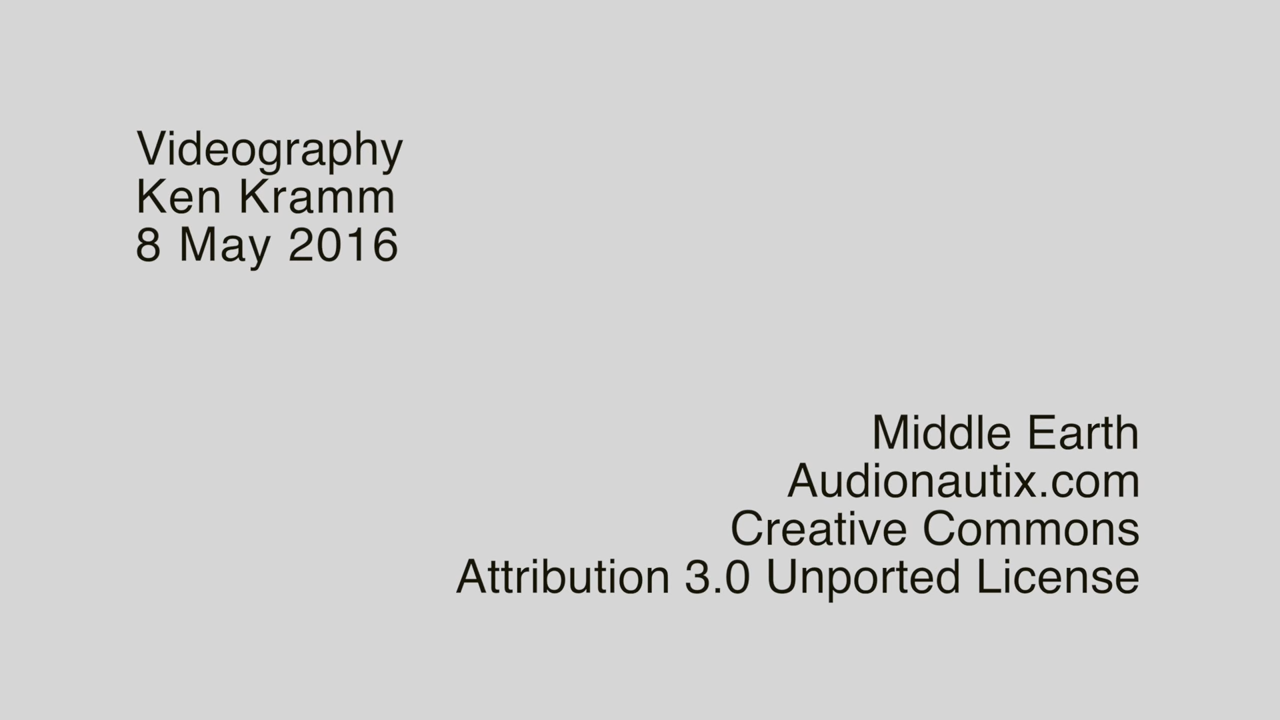 Videography
Ken Kramm
8 May 2016
Middle Earth
Audionautix.com
Creative Commons
Attribution 3.0 Unported License